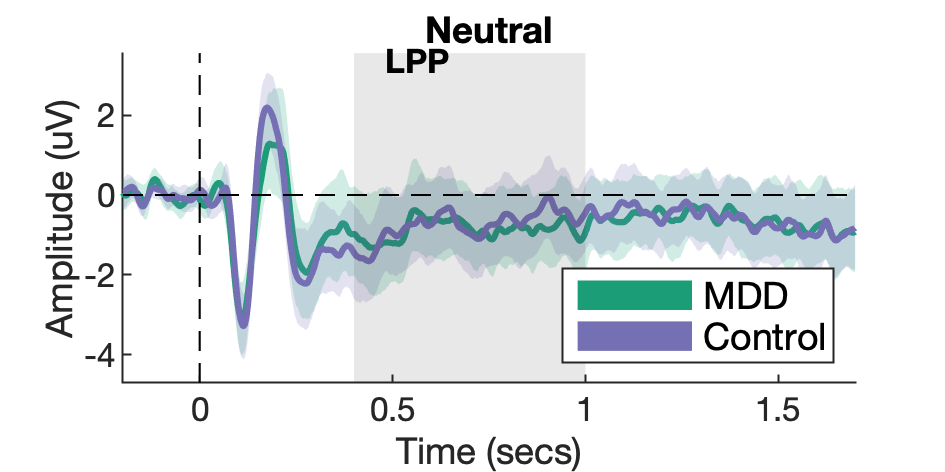 Neutral
LPP
Amplitude (uV)
2
0
-2
-4
MDD
Control
0
0.5
1
1.5
Time (secs)